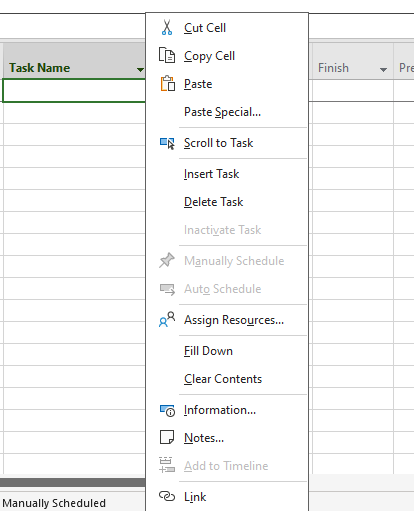 Task Name
Finish
Pre
Cut Cell
Copy Cell
Paste
Paste Special...
Scroll to Task
Insert Task
Delete Task
Inactivate Task
Manually Schedule
Auto Schedule
Assign Resources...
Fill Down
Clear Contents
Information...
Notes...
Add to Timeline
Link
Manually Scheduled